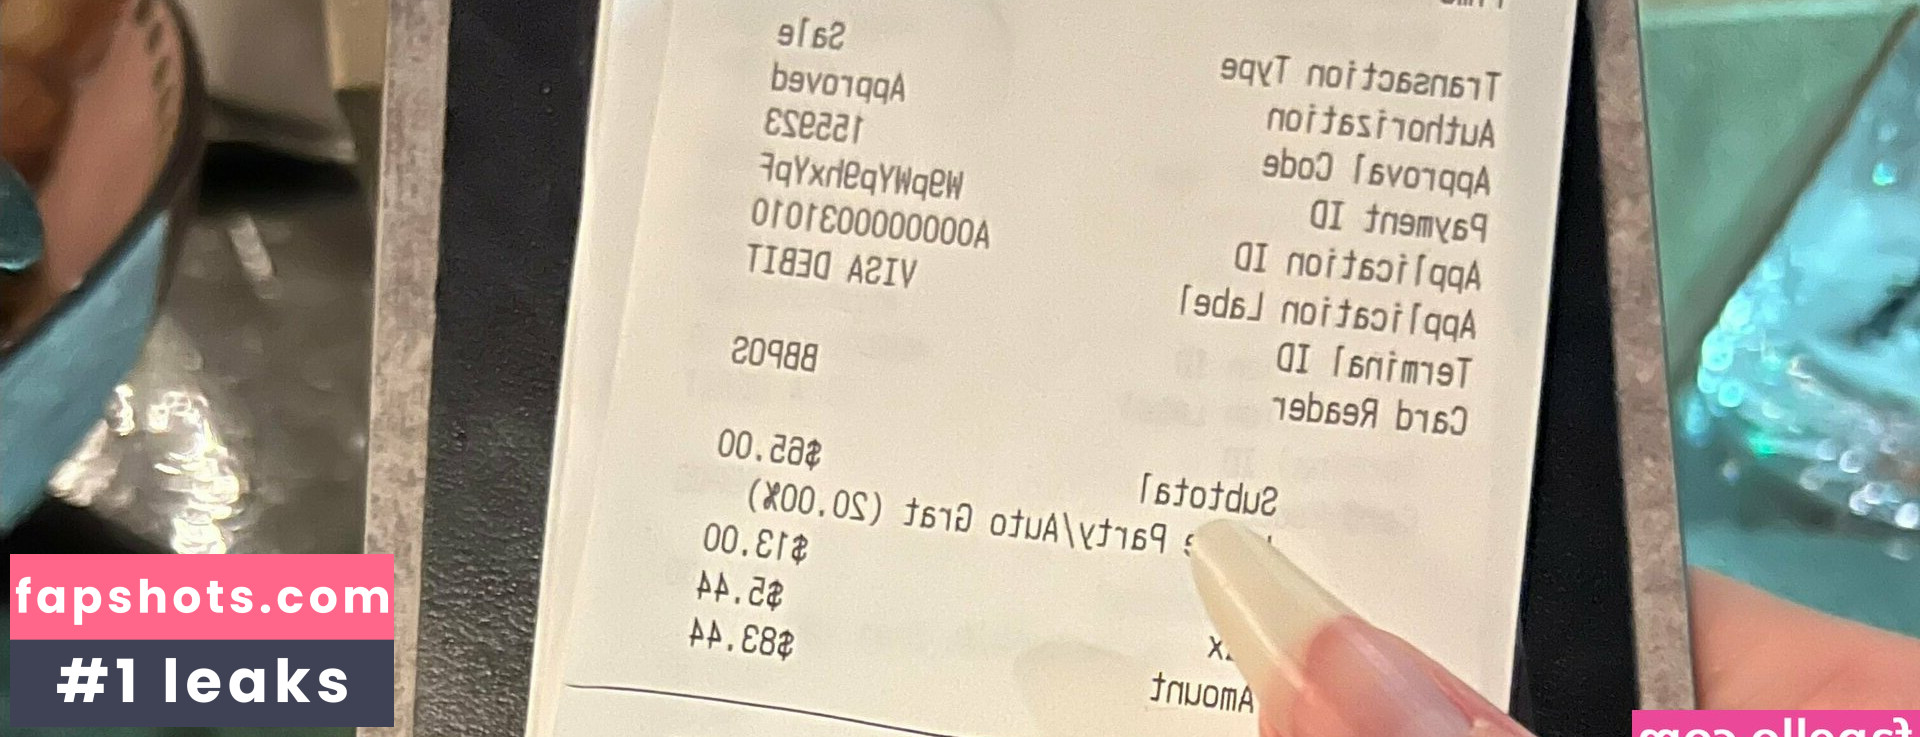 Transaction Type Sale
Authorization Approved
Approval Code 155923
Payment ID W9pWYp9hxYpF
Application ID A0000000031010
Application Label VISA DEBIT
Terminal ID
Card Reader BBPOS
Subtotal $65.00
Party/Auto Grat (20.00%)
$13.00
$5.44
Amount $83.44
fapshots.com
#1 leaks